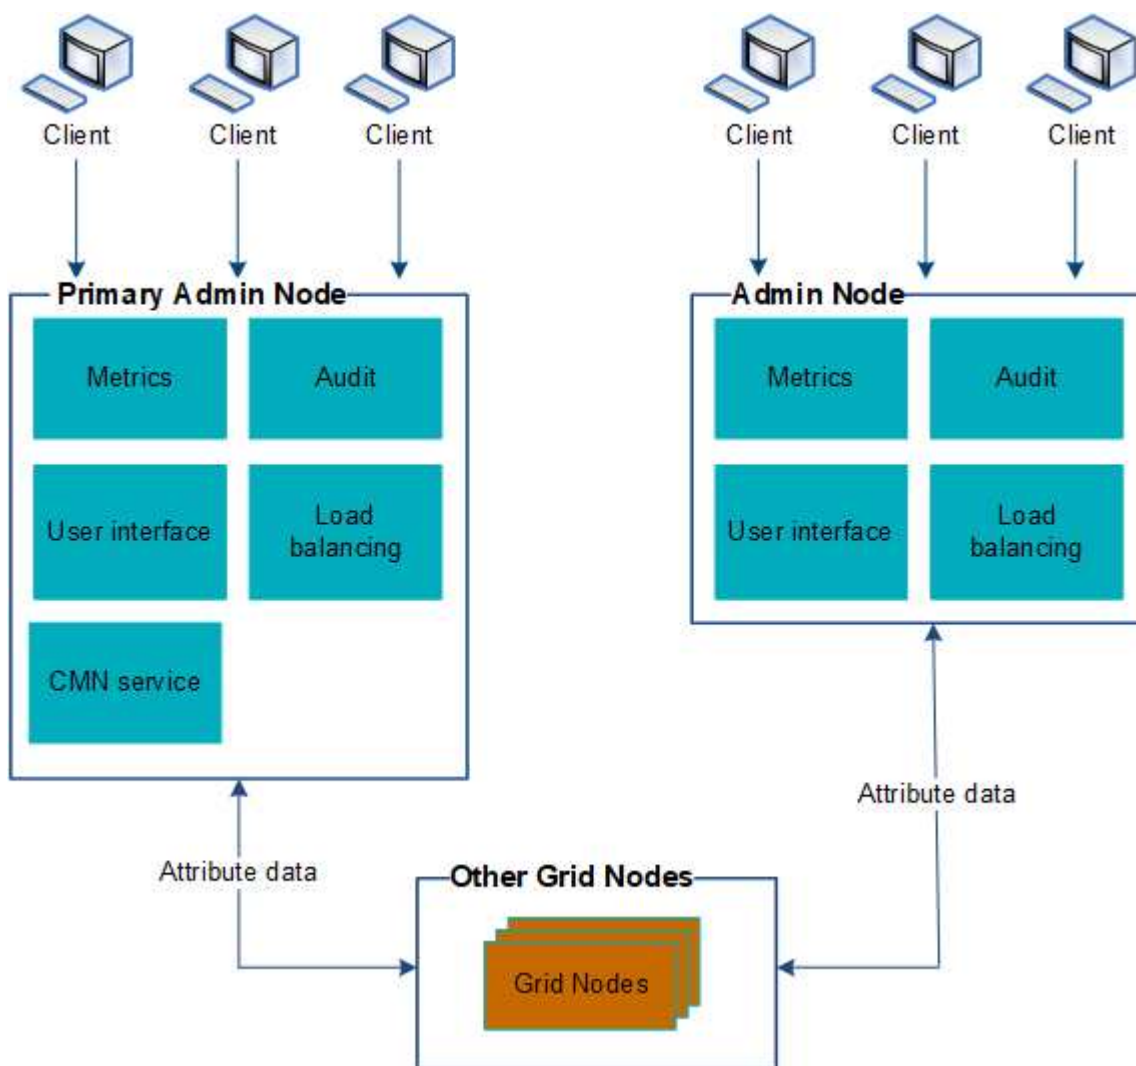 Client
Client
Client
Client
Client
Client
Primary Admin Node
Metrics
Audit
User interface
Load
balancing
CMN service
Admin Node
Metrics
Audit
User interface
Load
balancing
Attribute data
Attribute data
Other Grid Nodes
Grid Nodes